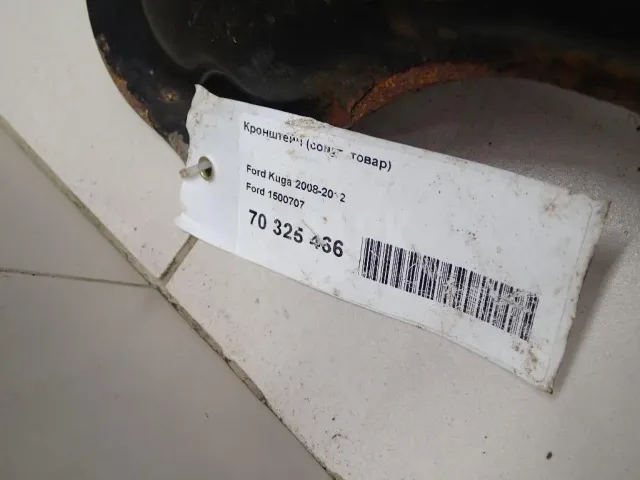 Кронштейн (сопут. товар)
Ford Kuga 2008-2012
Ford 1500707
70 325 466